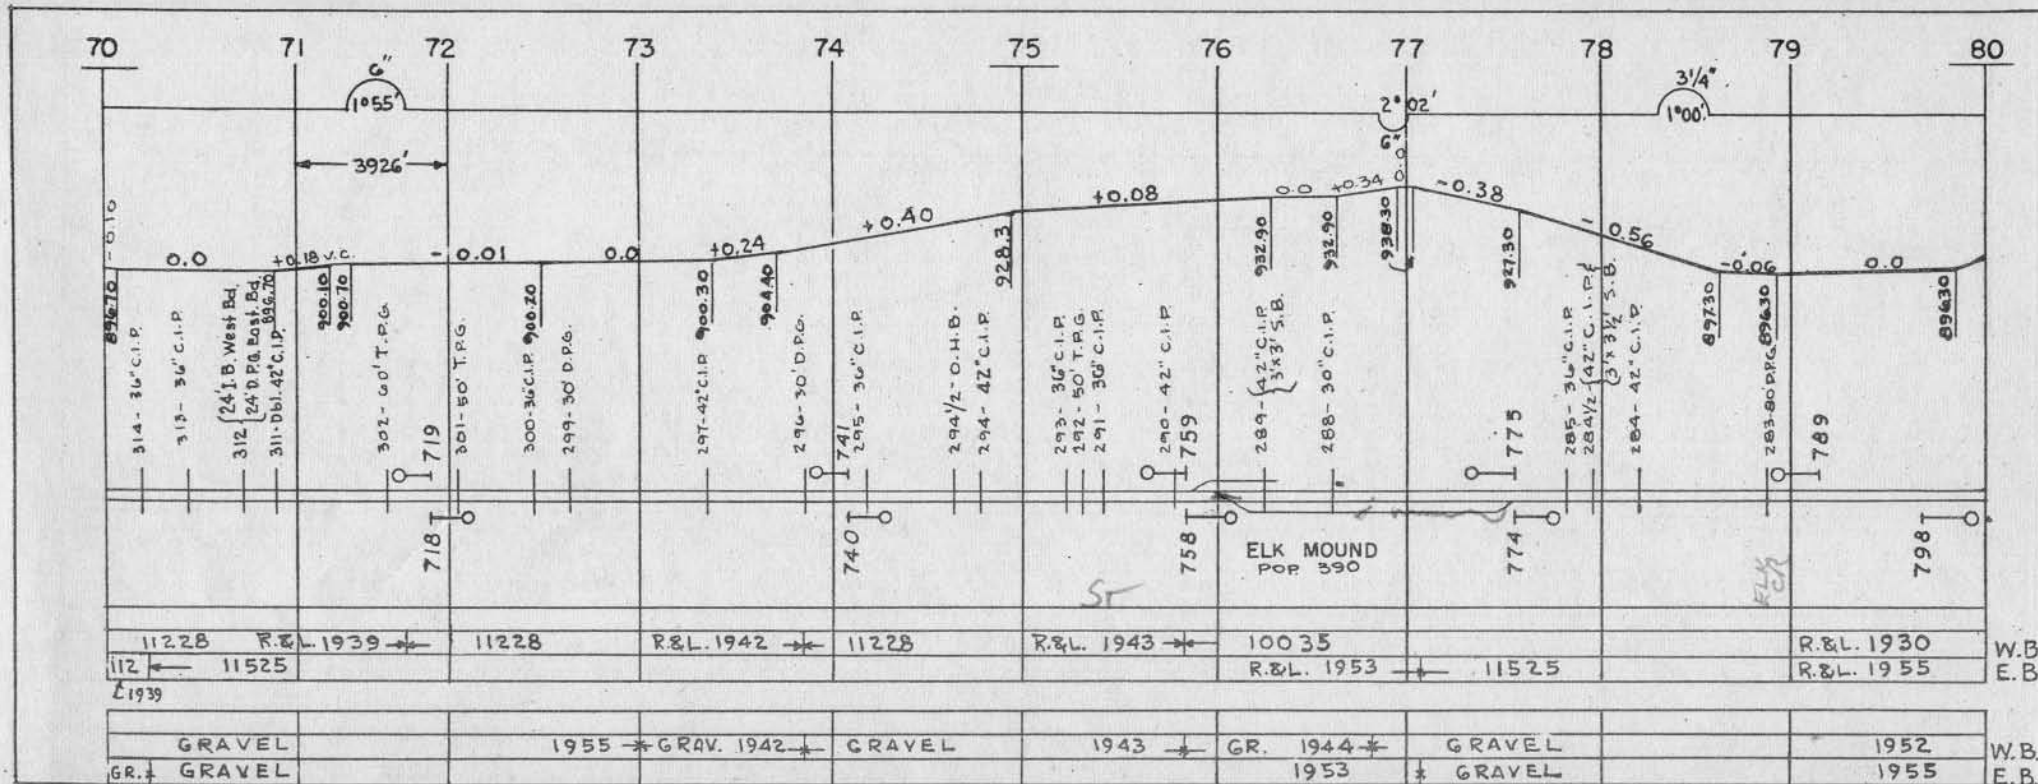 70 71 72 73 74 75 76 77 78 79 80
6" 3 1/4"
1°55' 2°02' 1°00'
6"
3926'
-0.10 0.0 +0.18 V.C. -0.01 0.0 +0.24 +0.40 +0.08 0.0 +0.34 0.0 -0.38 -0.56 -0.06 0.0
896.70 896.70 900.10 900.70 900.20 900.30 904.40 928.3 932.90 932.90 938.30 927.30 897.30 896.30 896.30
314- 36" C.I.P.
313- 36" C.I.P.
312 {24' I.B. West Bd.
{24' D.P.G. East. Bd.
311- Dbl. 42" C.I.P.
302- 60' T.P.G.
301- 50' T.P.G.
300- 36" C.I.P.
299- 30' D.P.G.
297- 42" C.I.P.
296- 30' D.P.G.
295- 36" C.I.P.
294 1/2" O.H.B.
294- 42" C.I.P.
293- 36" C.I.P.
292- 50' T.P.G.
291- 36" C.I.P.
290- 42" C.I.P.
289- {42" C.I.P.
{3'x3' S.B.
288- 30" C.I.P.
285- 36" C.I.P.
284 1/2- {42" C.I.P.&
{3'x 3 1/2' S.B.
284- 42" C.I.P.
283- 80' D.P.G.
719 741 759 775 789
718 740 758 774 798
ELK MOUND
POP. 390
ST
ELK
CR
11228 R.&L. 1939 11228 R.&L. 1942 11228 R.&L. 1943 10035 R.&L. 1930 W.B
112 11525 R.&L. 1953 11525 R.&L. 1955 E.B
1939
GRAVEL 1955 GRAV. 1942 GRAVEL 1943 GR. 1944 GRAVEL 1952 W.B
GR. GRAVEL 1953 GRAVEL 1955 E.B